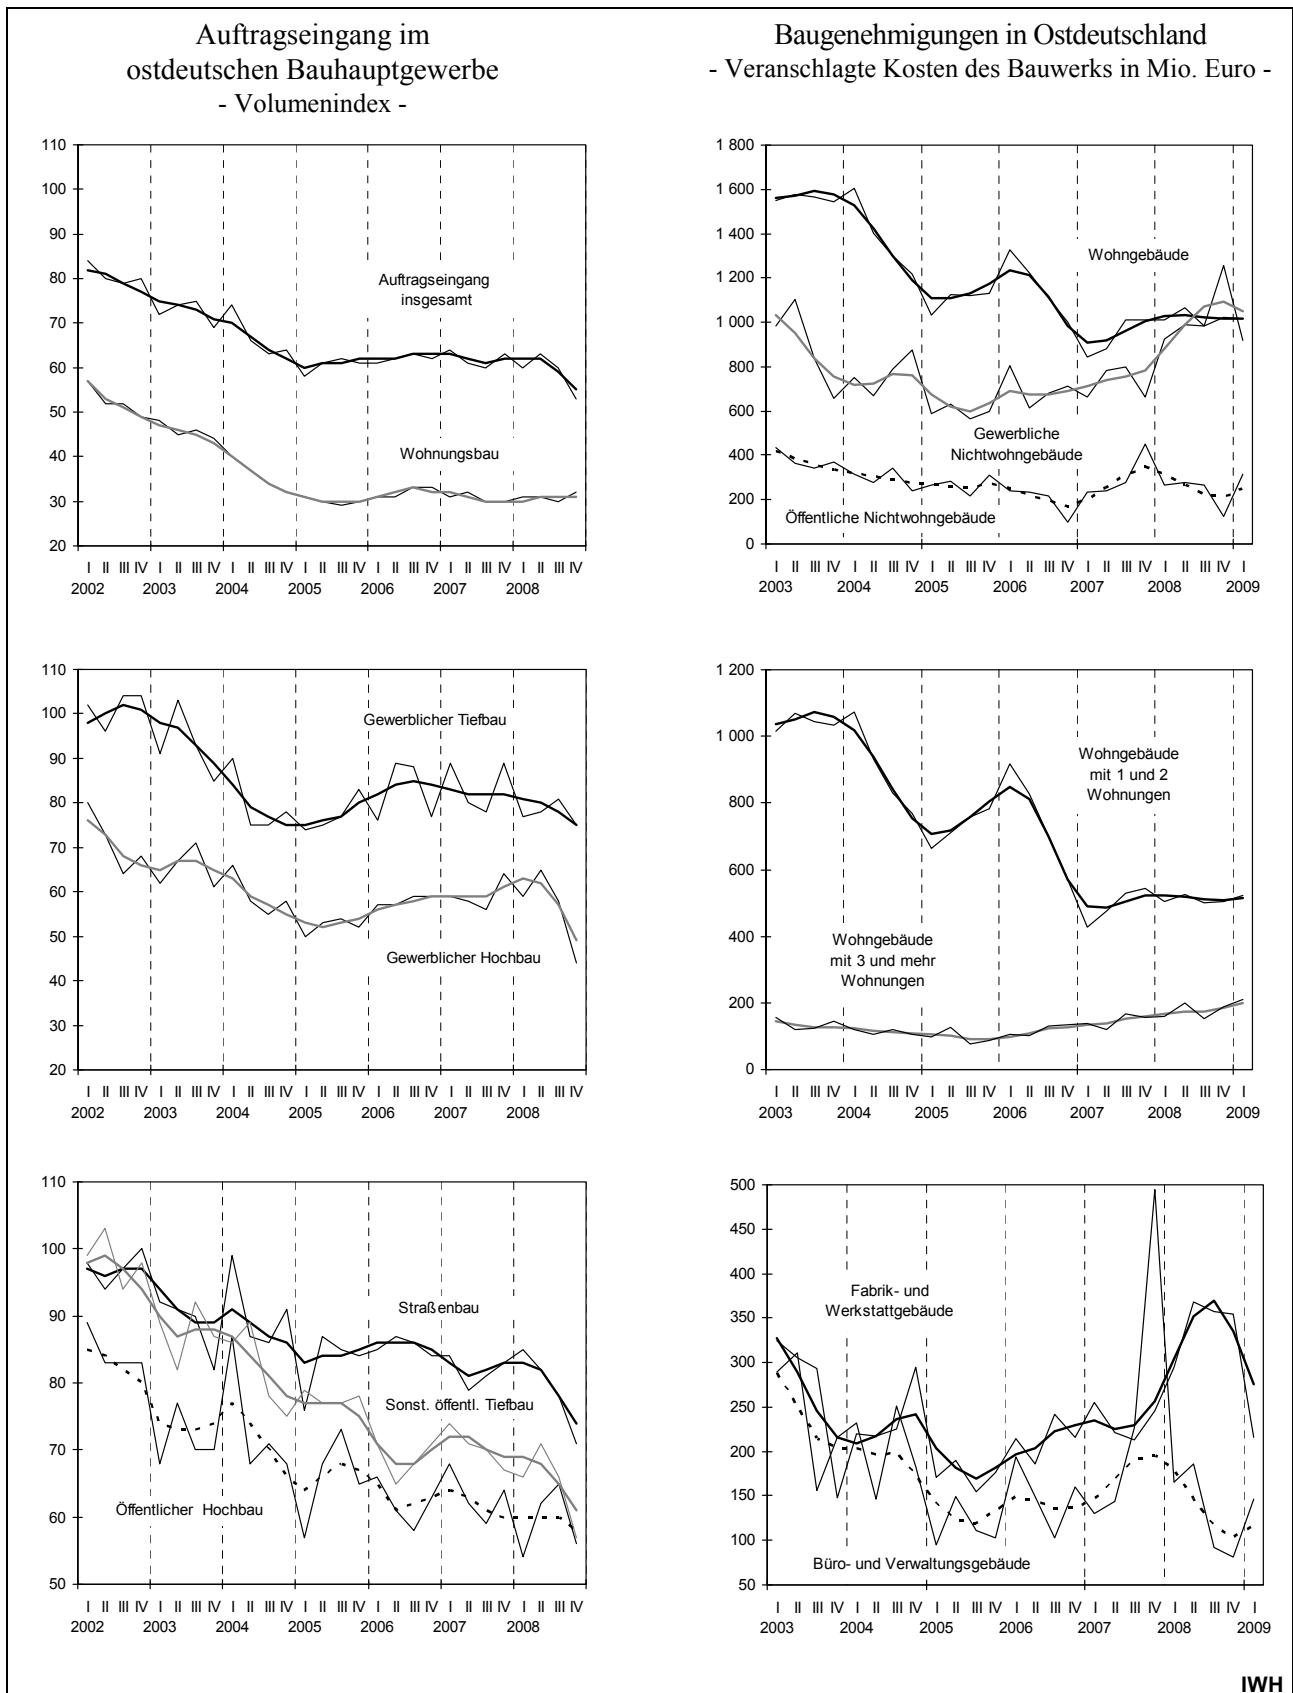 Auftragseingang im
ostdeutschen Bauhauptgewerbe
- Volumenindex -
110
100
90
80
70
60
50
40
30
20
Auftragseingang
insgesamt
Wohnungsbau
I II III IV I II III IV I II III IV I II III IV I II III IV I II III IV I II III IV
2002 2003 2004 2005 2006 2007 2008
Baugenehmigungen in Ostdeutschland
- Veranschlagte Kosten des Bauwerks in Mio. Euro -
1 800
1 600
1 400
1 200
1 000
800
600
400
200
0
Wohngebäude
Gewerbliche
Nichtwohngebäude
Öffentliche Nichtwohngebäude
I II III IV I II III IV I II III IV I II III IV I II III IV I II III IV I
2003 2004 2005 2006 2007 2008 2009
110
100
90
80
70
60
50
40
30
20
Gewerblicher Tiefbau
Gewerblicher Hochbau
I II III IV I II III IV I II III IV I II III IV I II III IV I II III IV I II III IV
2002 2003 2004 2005 2006 2007 2008
1 200
1 000
800
600
400
200
0
Wohngebäude
mit 1 und 2
Wohnungen
Wohngebäude
mit 3 und mehr
Wohnungen
I II III IV I II III IV I II III IV I II III IV I II III IV I II III IV I
2003 2004 2005 2006 2007 2008 2009
110
100
90
80
70
60
50
Straßenbau
Sonst. öffentl. Tiefbau
Öffentlicher Hochbau
I II III IV I II III IV I II III IV I II III IV I II III IV I II III IV I II III IV
2002 2003 2004 2005 2006 2007 2008
500
450
400
350
300
250
200
150
100
50
Fabrik- und
Werkstattgebäude
Büro- und Verwaltungsgebäude
I II III IV I II III IV I II III IV I II III IV I II III IV I II III IV I
2003 2004 2005 2006 2007 2008 2009
IWH